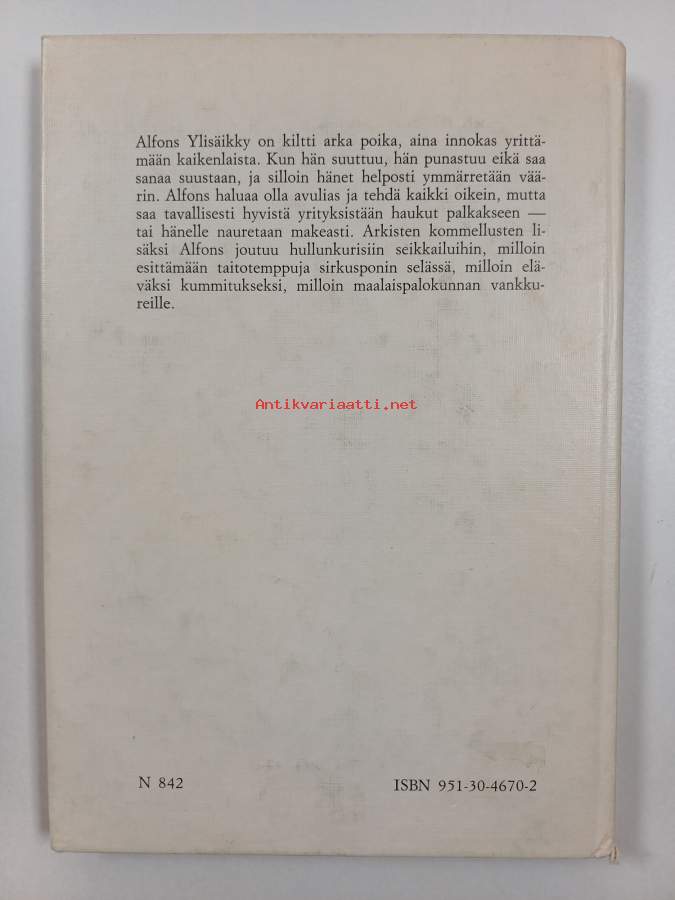 Alfons Ylisäikky on kiltti arka poika, aina innokas yrittä-
mään kaikenlaista. Kun hän suuttuu, hän punastuu eikä saa
sanaa suustaan, ja silloin hänet helposti ymmärretään vää-
rin. Alfons haluaa olla avulias ja tehdä kaikki oikein, mutta
saa tavallisesti hyvistä yrityksistään haukut palkakseen —
tai hänelle nauretaan makeasti. Arkisten kommellusten li-
säksi Alfons joutuu hullunkurisiin seikkailuihin, milloin
esittämään taitotemppuja sirkusponin selässä, milloin elä-
väksi kummitukseksi, milloin maalaispalokunnan vankku-
reille.
Antikvariaatti.net
N 842
ISBN 951-30-4670-2